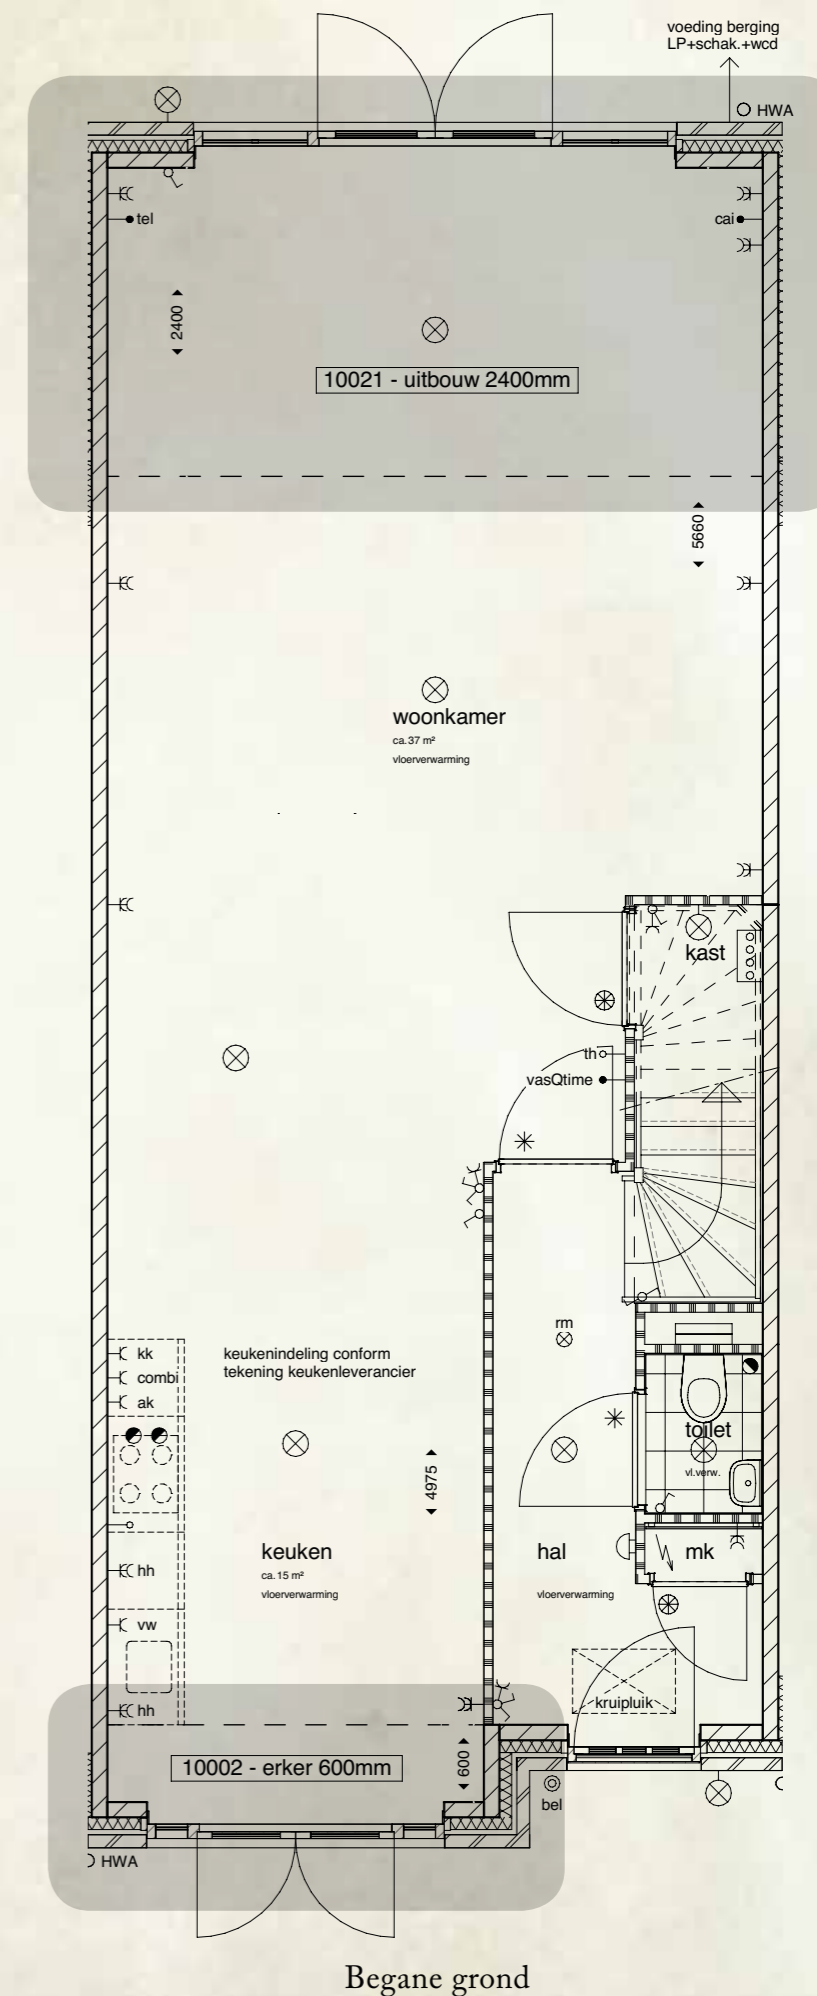 voeding berging
LP+schak.+wcd
HWA
tel
cai
2400
10021 - uitbouw 2400mm
5660
woonkamer
ca. 37 m²
vloerverwarming
kast
th
vasQtime
rm
kk
combi
ak
keukenindeling conform
tekening keukenleverancier
toilet
vl.verw.
4975
keuken
ca. 15 m²
vloerverwarming
hal
vloerverwarming
mk
hh
vw
hh
kruipluik
10002 - erker 600mm
600
bel
HWA
Begane grond